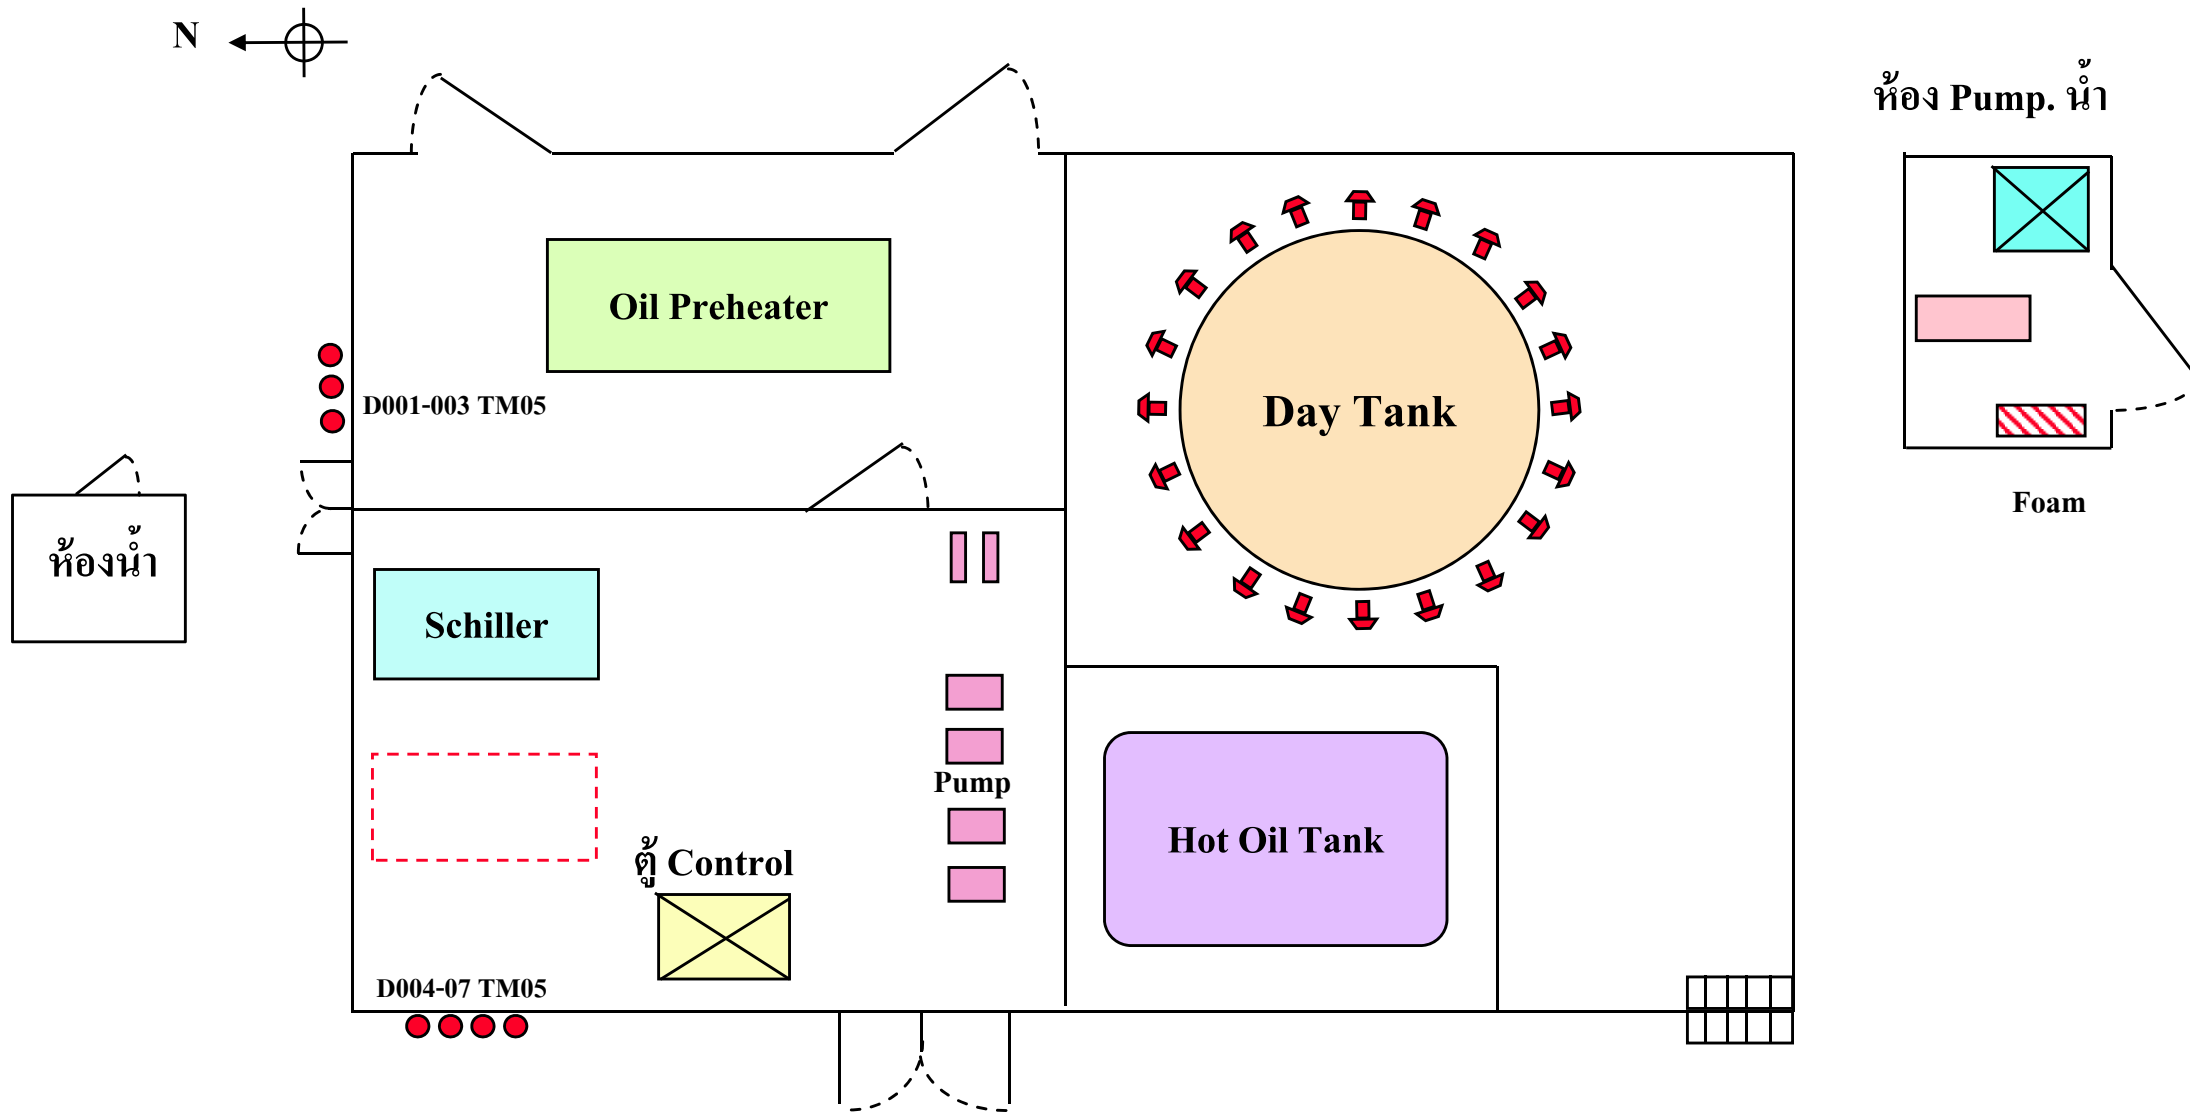 N
ห้อง Pump. น้ำ
Oil Preheater
D001-003 TM05
Day Tank
Foam
ห้องน้ำ
Schiller
Pump
Hot Oil Tank
ตู้ Control
D004-07 TM05